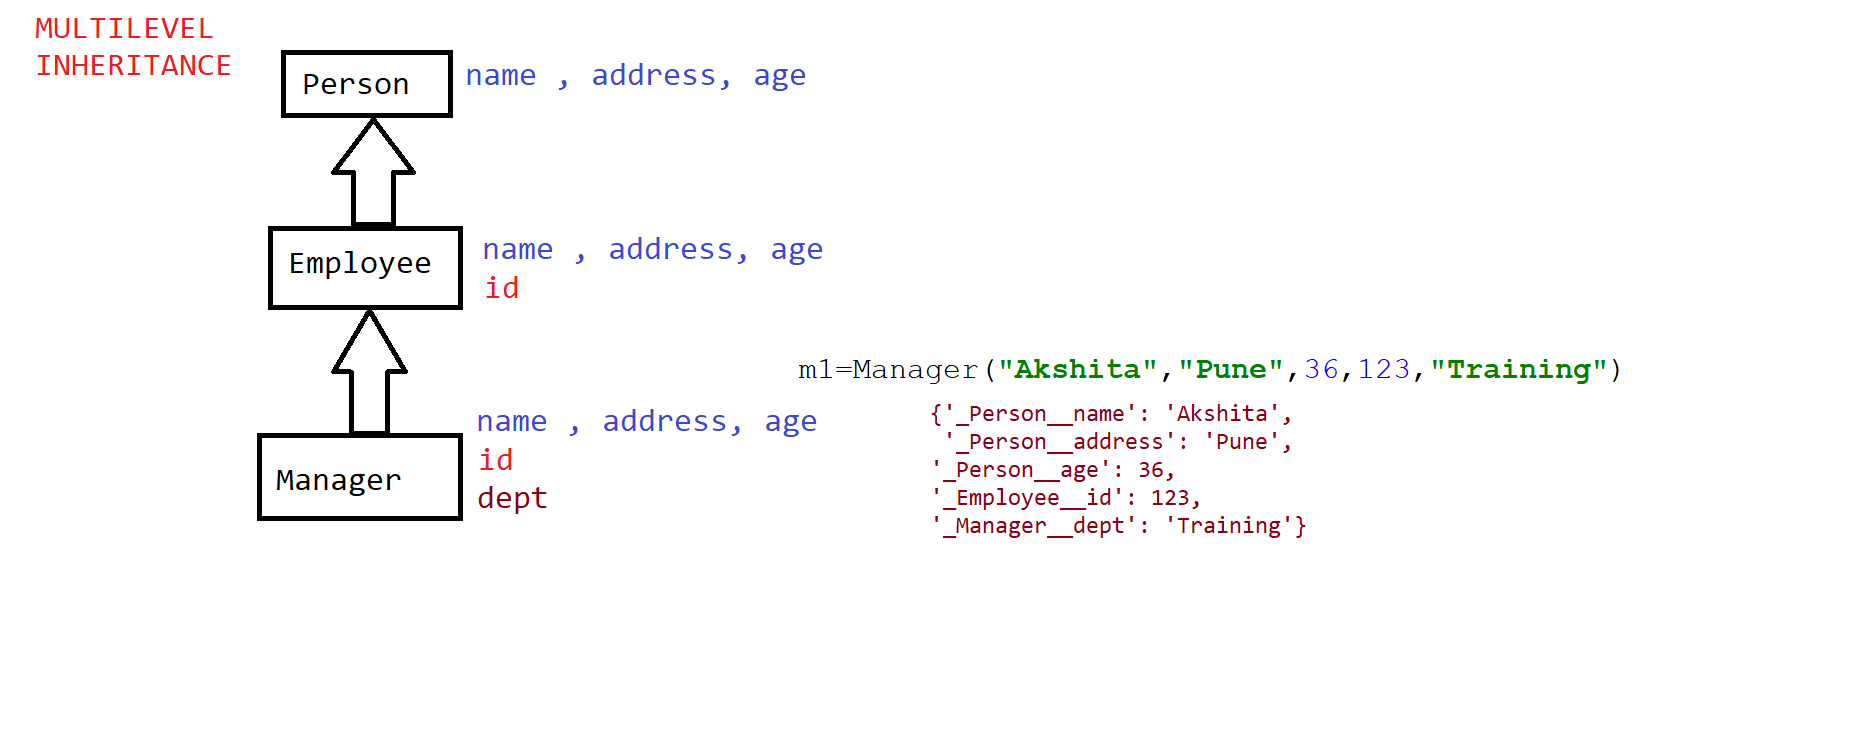 MULTILEVEL
INHERITANCE
Person
name , address, age
Employee
name , address, age
id
Manager
name , address, age
id
dept
m1=Manager("Akshita","Pune",36,123,"Training")
{'_Person__name': 'Akshita',
'_Person__address': 'Pune',
'_Person__age': 36,
'_Employee__id': 123,
'_Manager__dept': 'Training'}